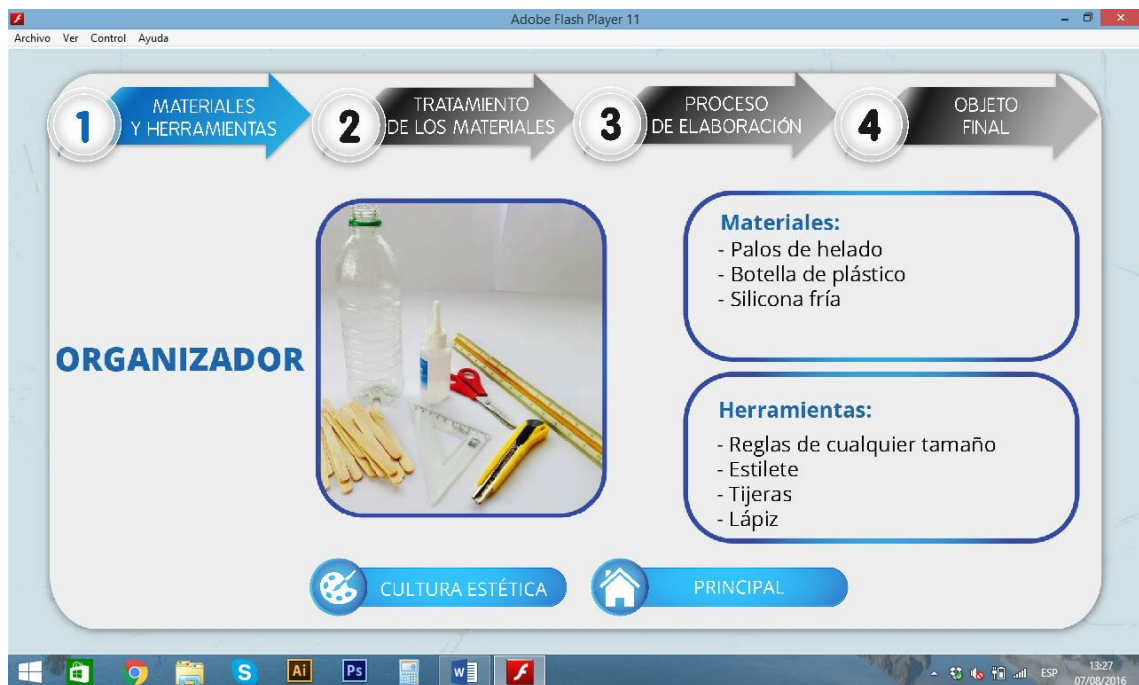 Adobe Flash Player 11
Archivo Ver Control Ayuda
1
MATERIALES
Y HERRAMIENTAS
2
TRATAMIENTO
DE LOS MATERIALES
3
PROCESO
DE ELABORACIÓN
4
OBJETO
FINAL
ORGANIZADOR
Materiales:
- Palos de helado
- Botella de plástico
- Silicona fría
Herramientas:
- Reglas de cualquier tamaño
- Estilete
- Tijeras
- Lápiz
CULTURA ESTÉTICA
PRINCIPAL
S
Ai
Ps
W
ESP
13:27
07/08/2016